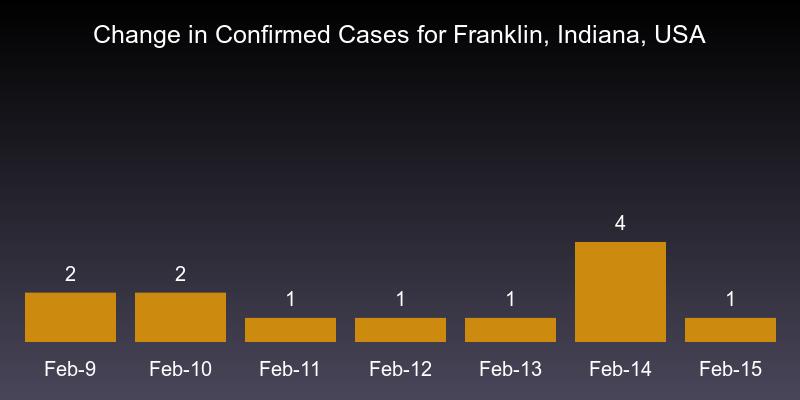 Change in Confirmed Cases for Franklin, Indiana, USA
4
2 2
1 1 1 1
Feb-9 Feb-10 Feb-11 Feb-12 Feb-13 Feb-14 Feb-15